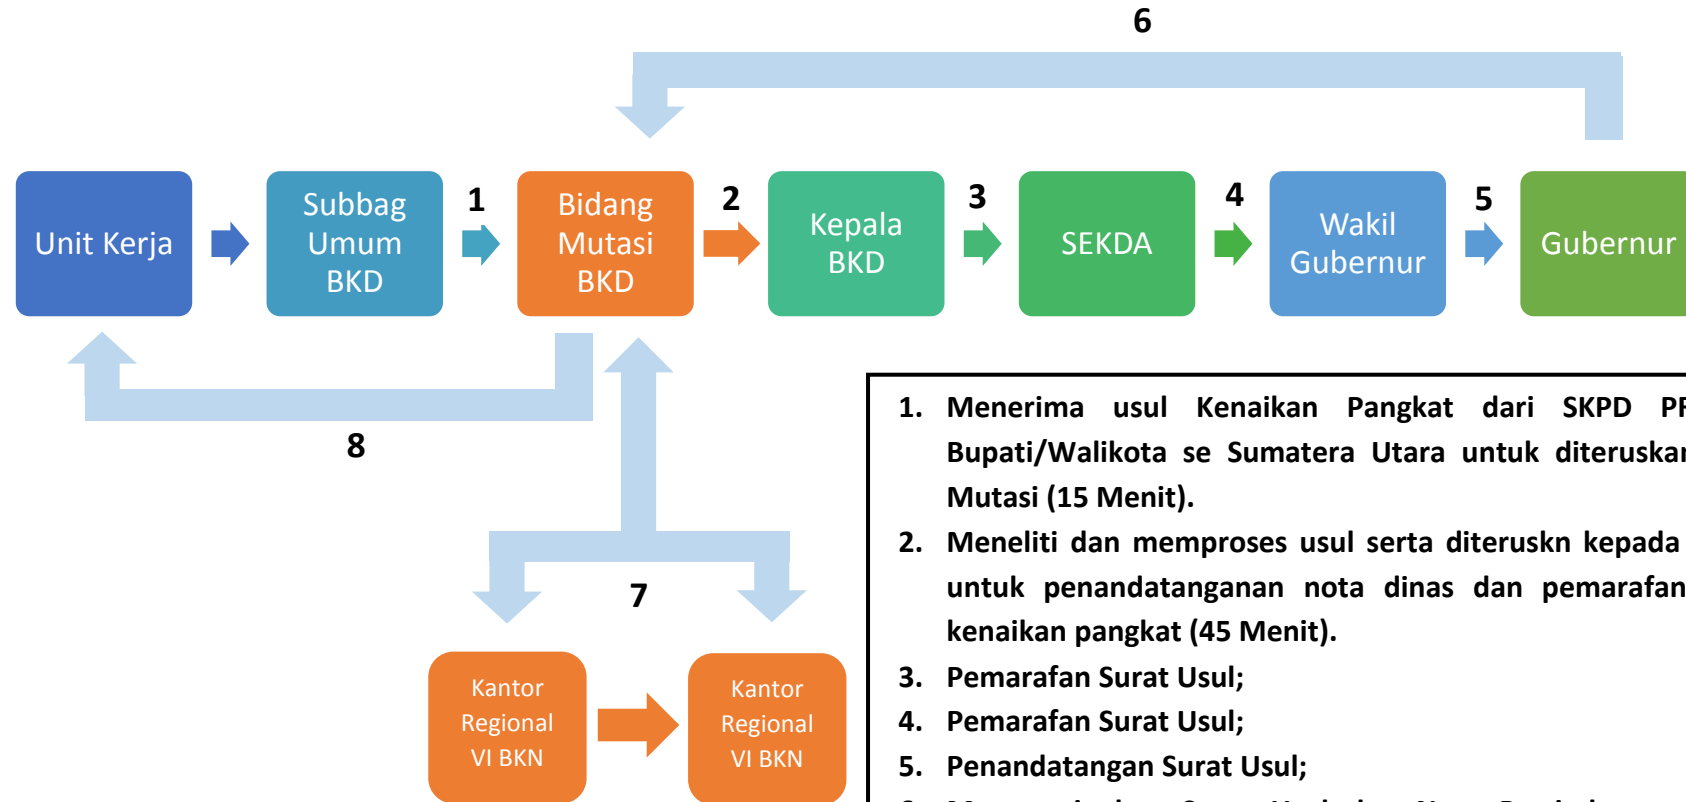 6
Unit Kerja
Subbag
Umum
BKD
1
Bidang
Mutasi
BKD
2
Kepala
BKD
3
SEKDA
4
Wakil
Gubernur
5
Gubernur
8
7
Kantor
Regional
VI BKN
Kantor
Regional
VI BKN
1. Menerima usul Kenaikan Pangkat dari SKPD
Bupati/Walikota se Sumatera Utara untuk diteruskan
Mutasi (15 Menit).
2. Meneliti dan memproses usul serta diteruskn kepada
untuk penandatanganan nota dinas dan pemarafan
kenaikan pangkat (45 Menit).
3. Pemarafan Surat Usul;
4. Pemarafan Surat Usul;
5. Penandatangan Surat Usul;